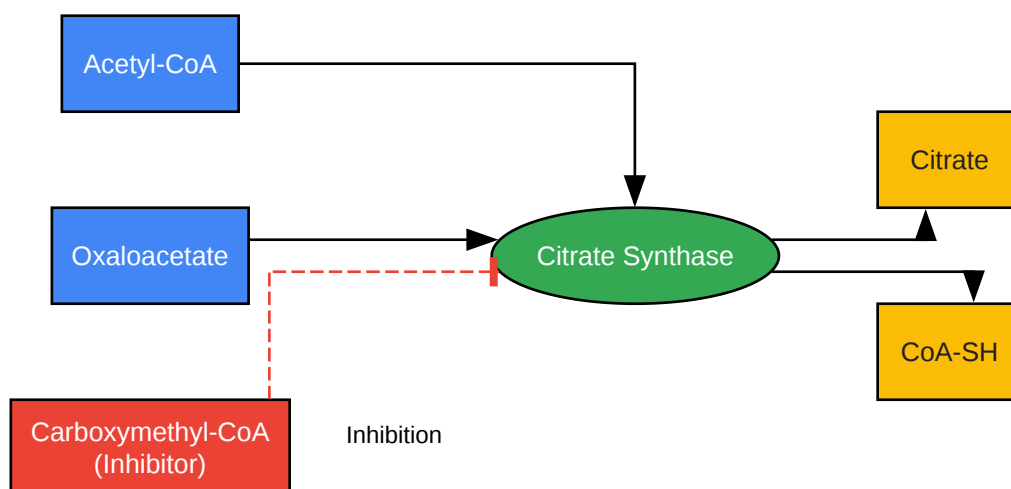 Acetyl-CoA
Citrate
Oxaloacetate
Citrate Synthase
CoA-SH
Carboxymethyl-CoA
(Inhibitor)
Inhibition